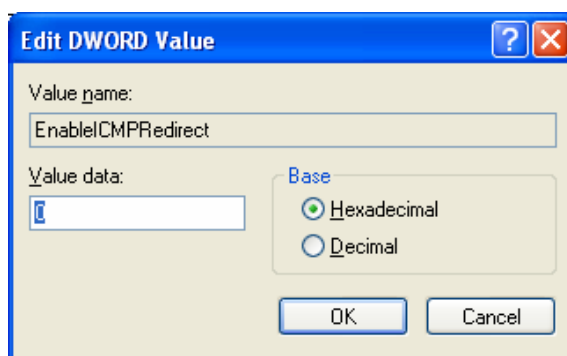 Edit DWORD Value
Value name:
EnableICMPRedirect
Value data:
0
Base
Hexadecimal
Decimal
OK
Cancel